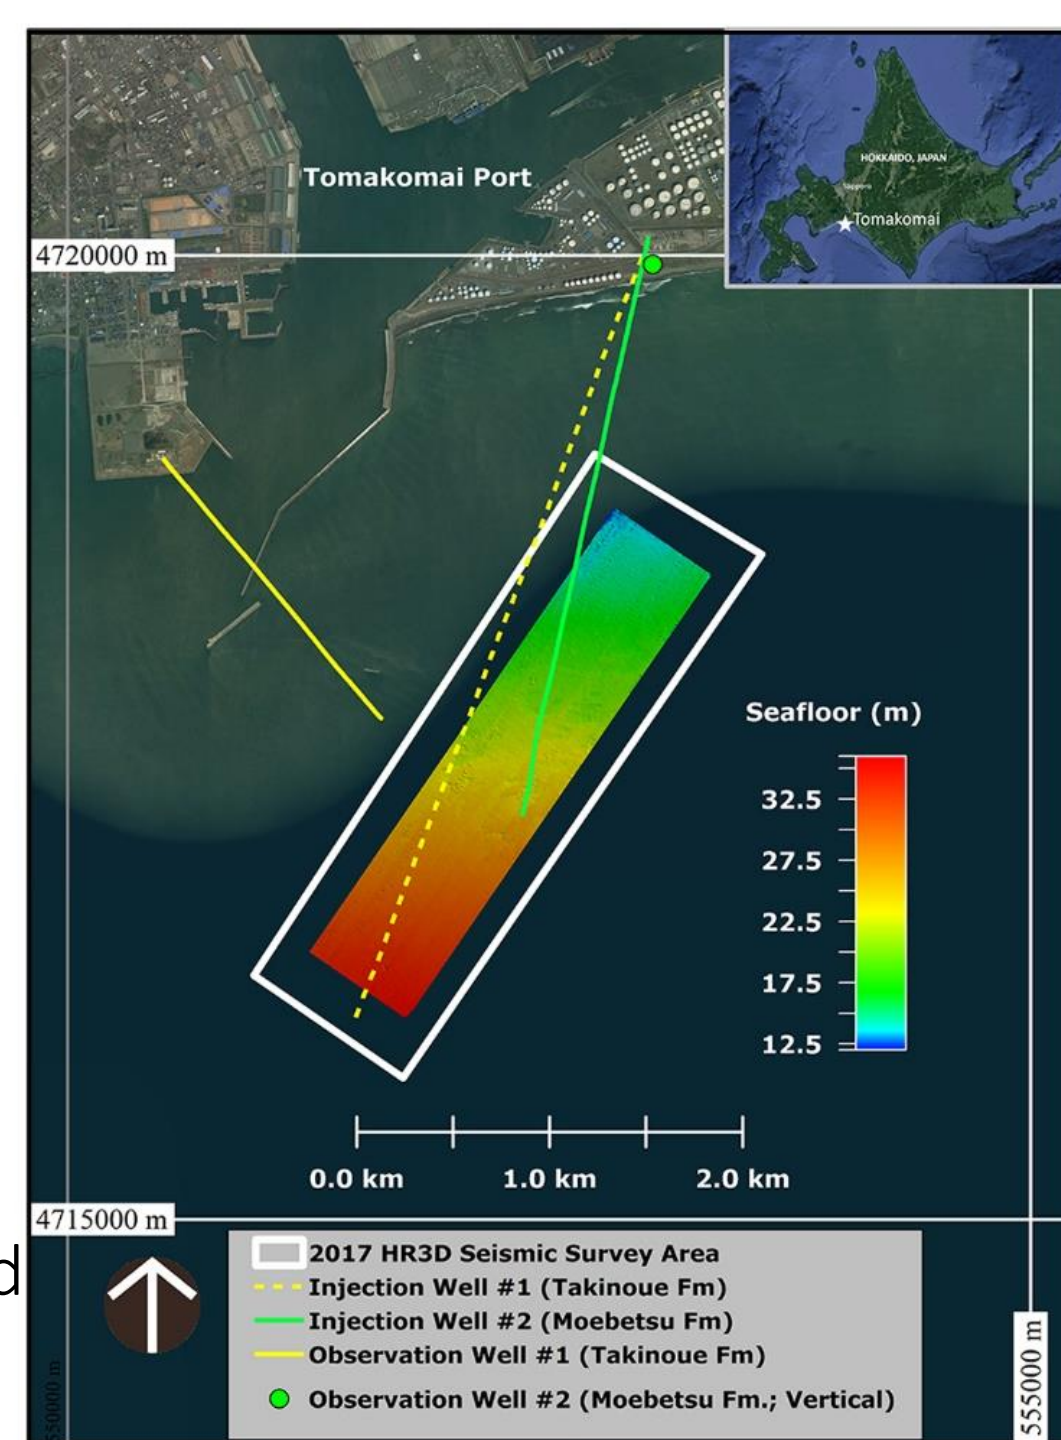 HOKKAIDO, JAPAN
Sapporo
Tomakomai
Tomakomai Port
4720000 m
Seafloor (m)
32.5
27.5
22.5
17.5
12.5
0.0 km 1.0 km 2.0 km
4715000 m
d
2017 HR3D Seismic Survey Area
Injection Well #1 (Takinoue Fm)
Injection Well #2 (Moebetsu Fm)
Observation Well #1 (Takinoue Fm)
Observation Well #2 (Moebetsu Fm.; Vertical)
550000 m
555000 m